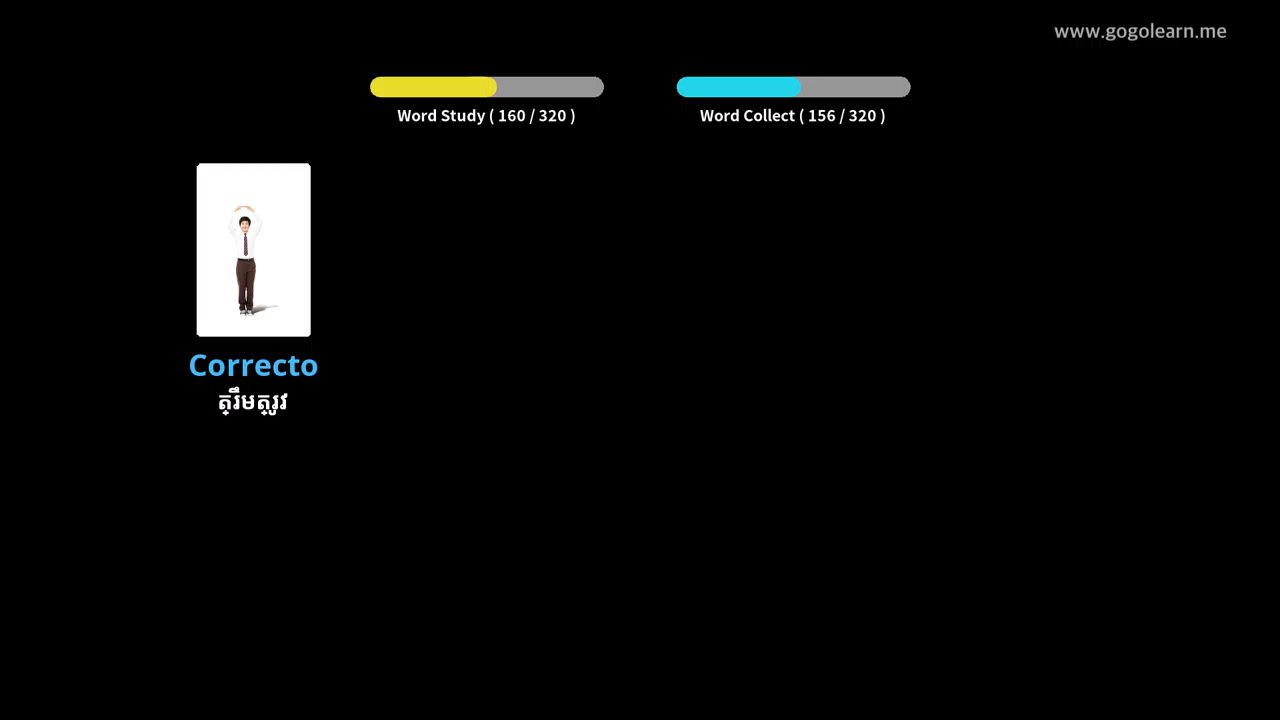 www.gogolearn.me
Word Study ( 160 / 320 )
Word Collect ( 156 / 320 )
Correcto
ត្រឹមត្រូវ